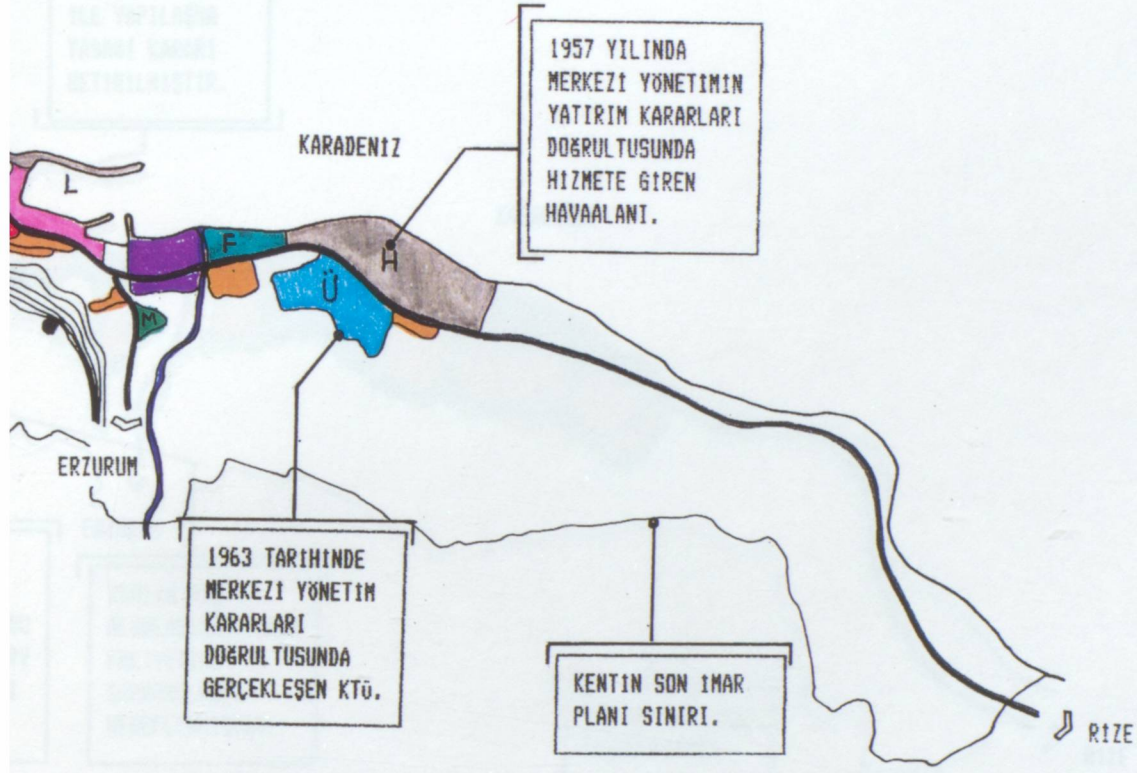 1957 YILINDA
MERKEZİ YÖNETİMİN
YATIRIM KARARLARI
DOĞRULTUSUNDA
HİZMETE GİREN
HAVAALANI.
KARADENİZ
L
F
H
Ü
M
ERZURUM
1963 TARİHİNDE
MERKEZİ YÖNETİM
KARARLARI
DOĞRULTUSUNDA
GERÇEKLEŞEN KTÜ.
KENTİN SON İMAR
PLANI SINIRI.
RİZE